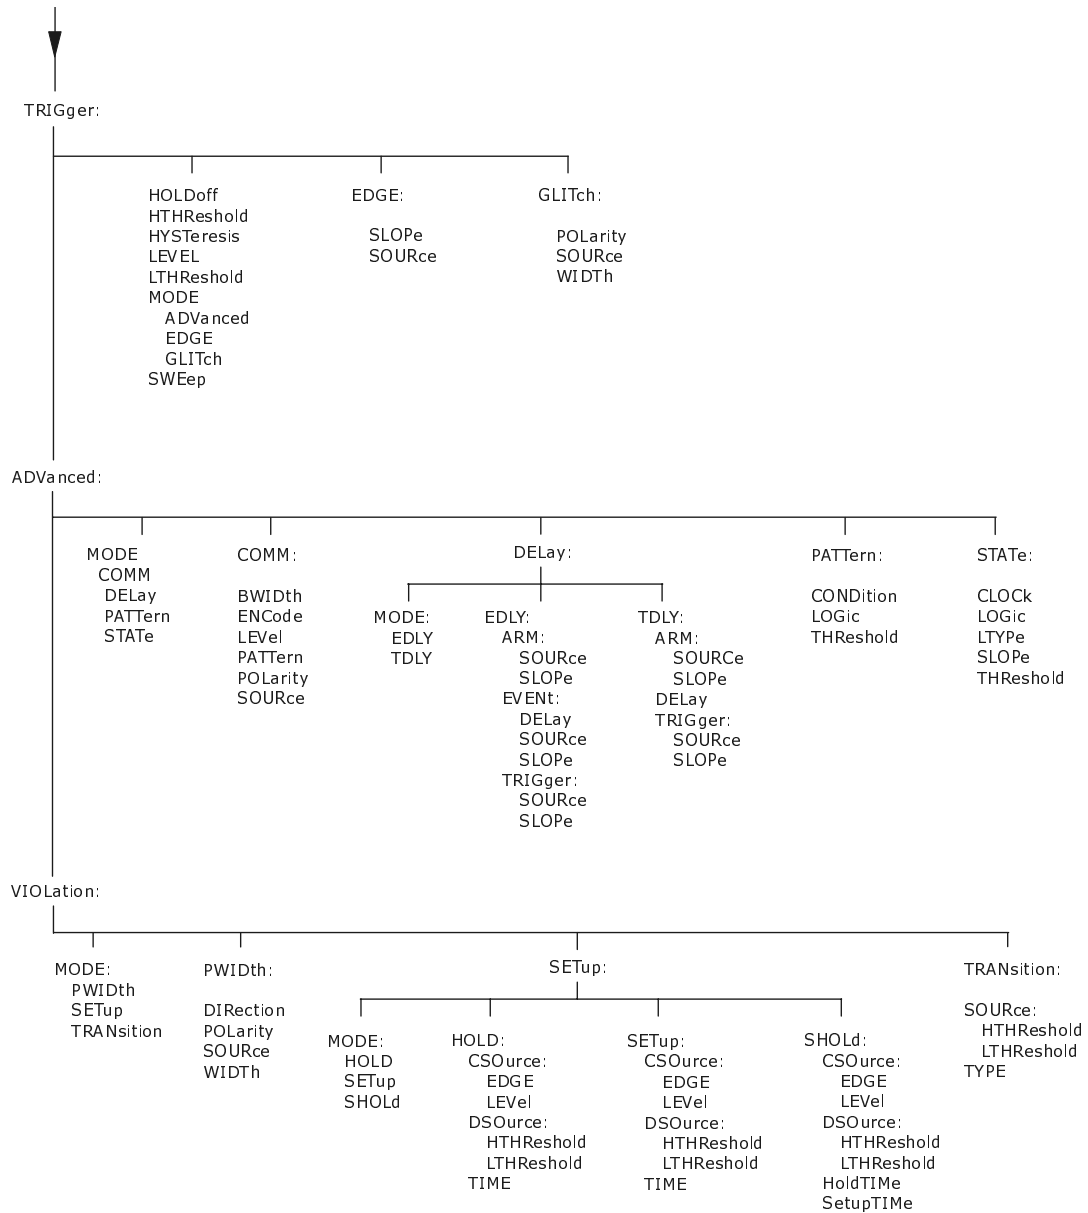 TRIGger:
HOLDoff
HTHReshold
HYSTeresis
LEVEL
LTHReshold
MODE
ADVanced
EDGE
GLITch
SWEep
EDGE:
SLOPe
SOURce
GLITch:
POLarity
SOURce
WIDTh
ADVanced:
MODE
COMM
DELay
PATTern
STATe
COMM:
BWIDth
ENCode
LEVel
PATTern
POLarity
SOURce
DELay:
MODE:
EDLY
TDLY
EDLY:
ARM:
SOURce
SLOPe
EVENt:
DELay
SOURce
SLOPe
TRIGger:
SOURce
SLOPe
TDLY:
ARM:
SOURCe
SLOPe
DELay
TRIGger:
SOURce
SLOPe
PATTern:
CONDition
LOGic
THReshold
STATe:
CLOCk
LOGic
LTYPe
SLOPe
THReshold
VIOLation:
MODE:
PWIDth
SETup
TRANsition
PWIDth:
DIRection
POLarity
SOURce
WIDTh
SETup:
MODE:
HOLD
SETup
SHOLd
HOLD:
CSOurce:
EDGE
LEVel
DSOurce:
HTHReshold
LTHReshold
TIME
SETup:
CSOurce:
EDGE
LEVel
DSOurce:
HTHReshold
LTHReshold
TIME
SHOLd:
CSOurce:
EDGE
LEVel
DSOurce:
HTHReshold
LTHReshold
HoldTIMe
SetupTIMe
TRANsition:
SOURce:
HTHReshold
LTHReshold
TYPE